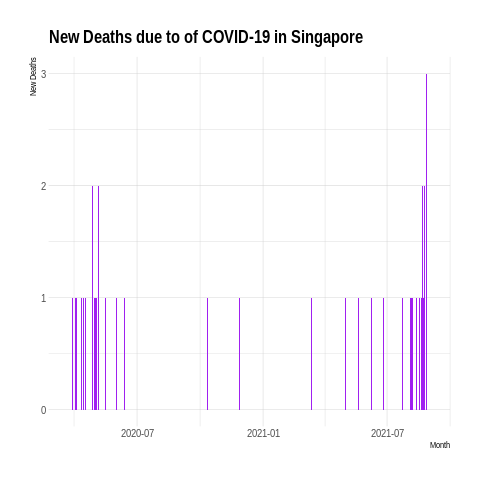 New Deaths due to of COVID-19 in Singapore
New Deaths
3
2
1
0
2020-07
2021-01
2021-07
Month